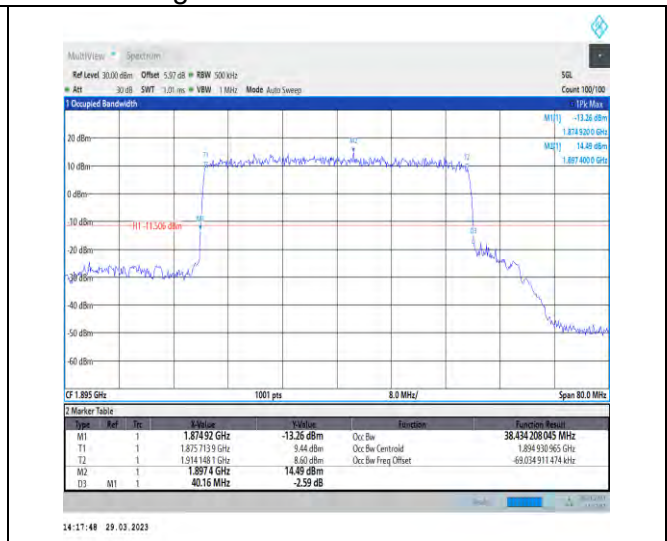 MultiView Spectrum
Ref Level 30.00 dBm Offset 5.97 dB RBW 500 kHz SGL
Att 30 dB SWT 1.01 ms VBW 1 MHz Mode Auto Sweep Count 100/100
1 Occupied Bandwidth 1Pk Max
M1[1] -13.26 dBm
1.874 920 0 GHz
M2[1] 14.49 dBm
1.897 400 0 GHz
20 dBm
M2
T1
T2
10 dBm
0 dBm
M1
-10 dBm
H1 -11.506 dBm
D3
-20 dBm
-30 dBm
-40 dBm
-50 dBm
-60 dBm
CF 1.895 GHz 1001 pts 8.0 MHz/ Span 80.0 MHz
2 Marker Table
Type Ref Trc X-Value Y-Value Function Function Result
M1 1 1.874 92 GHz -13.26 dBm Occ Bw 38.434 208 045 MHz
T1 1 1.875 713 9 GHz 9.44 dBm Occ Bw Centroid 1.894 930 965 GHz
T2 1 1.914 148 1 GHz 8.60 dBm Occ Bw Freq Offset -69.034 911 474 kHz
M2 1 1.897 4 GHz 14.49 dBm
D3 M1 1 40.16 MHz -2.59 dB
14:17:48 29.03.2023